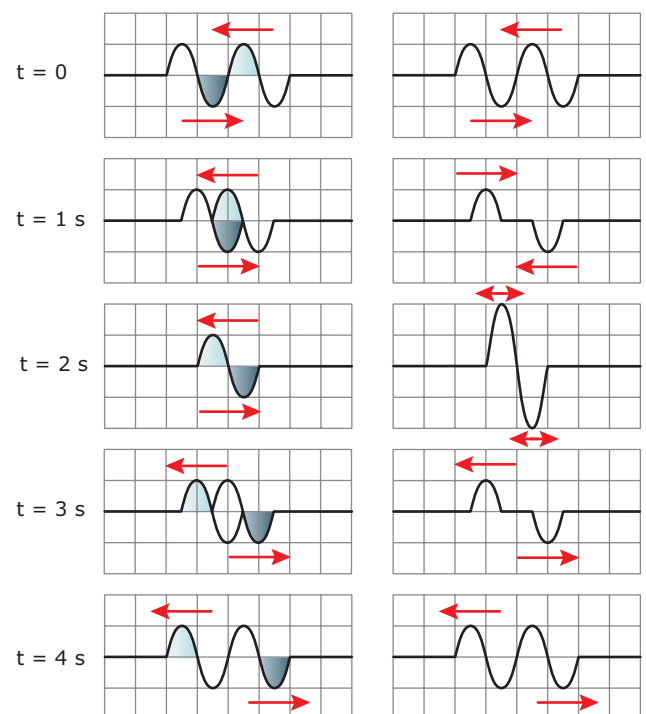 t = 0
t = 1 s
t = 2 s
t = 3 s
t = 4 s